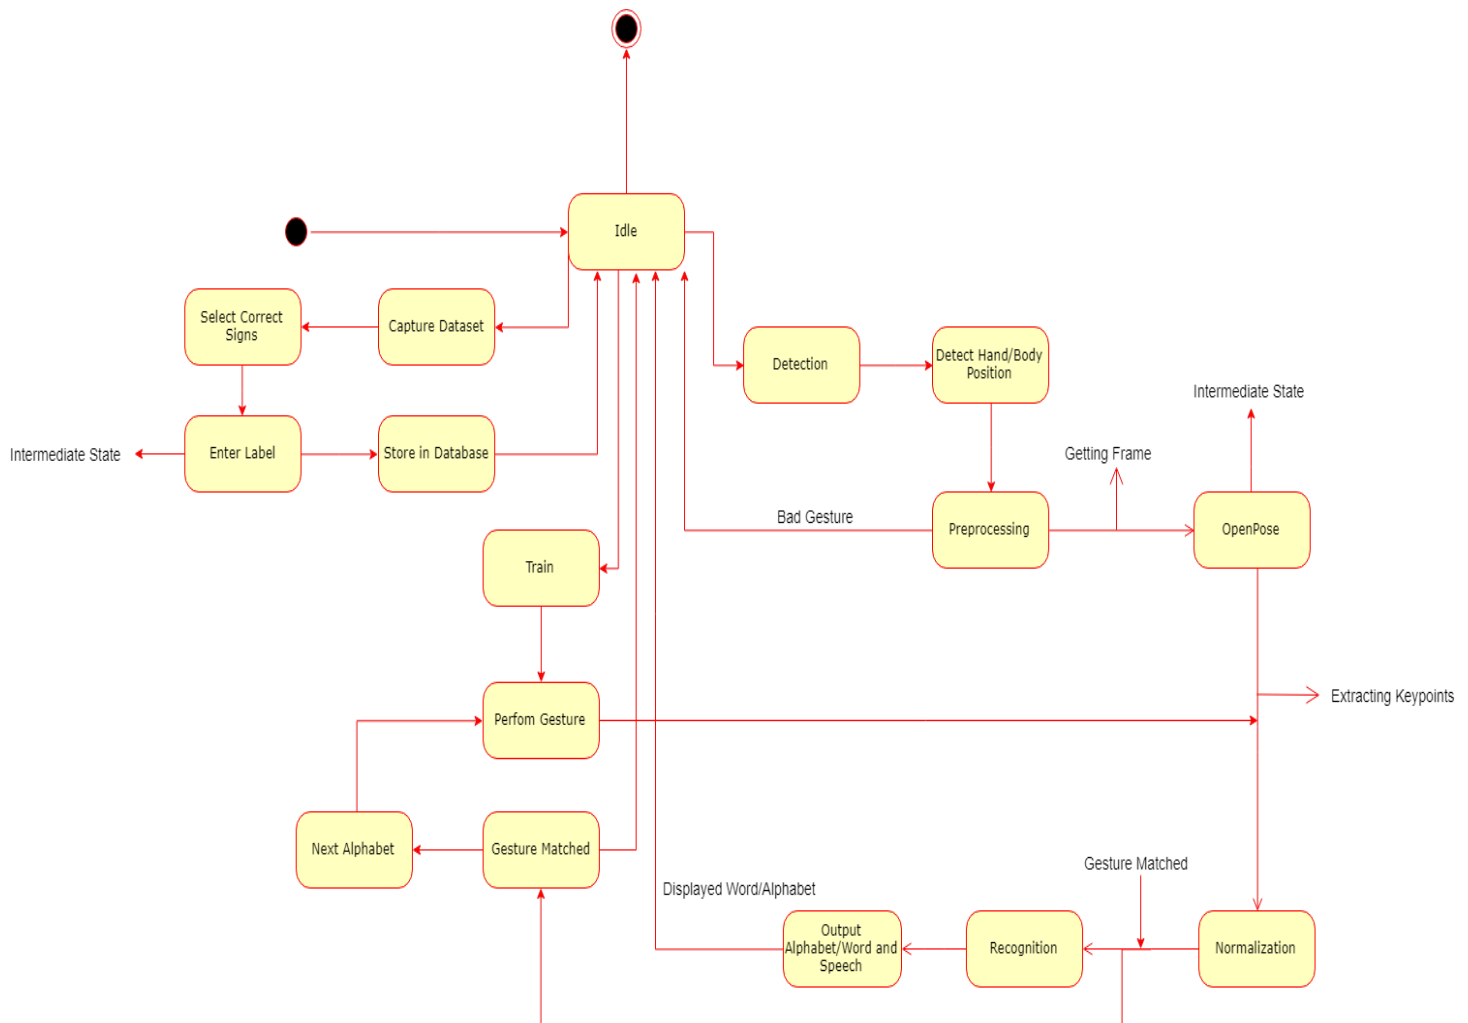 Idle
Select Correct
Signs
Capture Dataset
Detection
Detect Hand/Body
Position
Intermediate State
Intermediate State
Enter Label
Store in Database
Getting Frame
Bad Gesture
Preprocessing
OpenPose
Train
Extracting Keypoints
Perfom Gesture
Next Alphabet
Gesture Matched
Gesture Matched
Displayed Word/Alphabet
Output
Alphabet/Word and
Speech
Recognition
Normalization